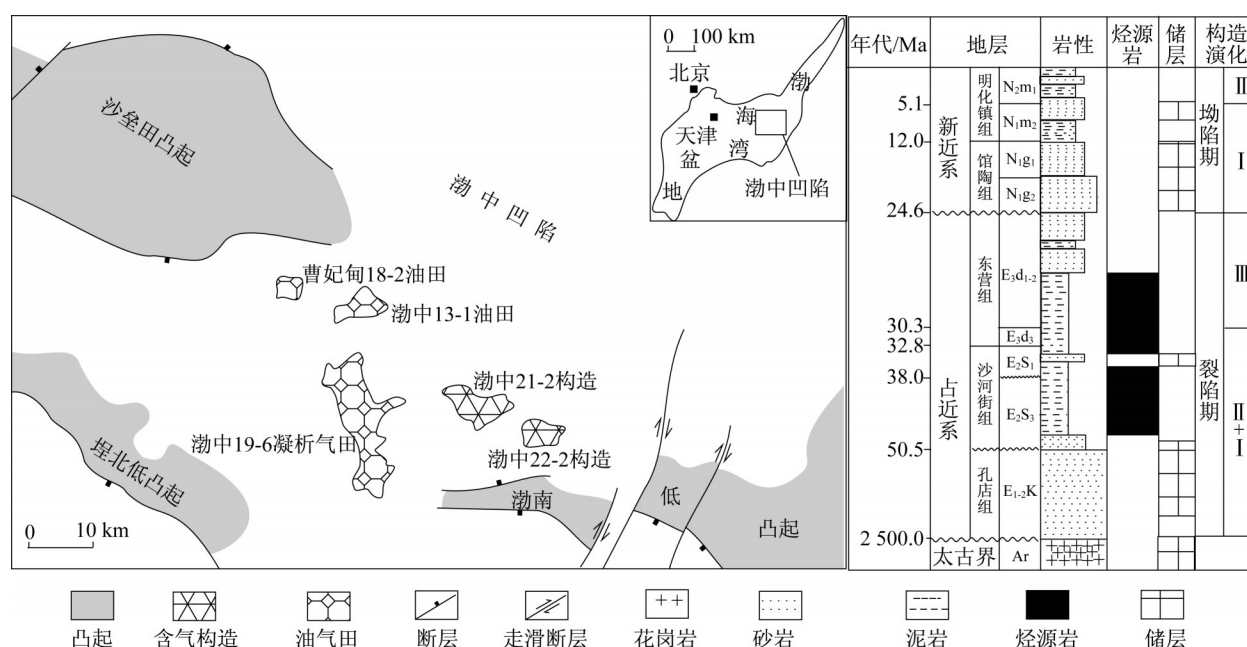 沙垒田凸起
渤中凹陷
曹妃甸18-2油田
渤中13-1油田
渤中21-2构造
渤中19-6凝析气田
渤中22-2构造
埕北低凸起
渤南
低
凸起
0 10 km
0 100 km
北京
天津
渤
海
湾
盆
地
渤中凹陷
年代/Ma
地层
岩性
烃源岩
储层
构造演化
5.1
12.0
24.6
30.3
32.8
38.0
50.5
2 500.0
新近系
占近系
太古界
明化镇组
馆陶组
东营组
沙河街组
孔店组
N₂m₁
N₁m₂
N₁g₁
N₁g₂
E₃d₁₋₂
E₃d₃
E₂S₁
E₂S₃
E₁₋₂K
Ar
坳陷期
裂陷期
II
I
III
II+I
凸起
含气构造
油气田
断层
走滑断层
花岗岩
砂岩
泥岩
烃源岩
储层